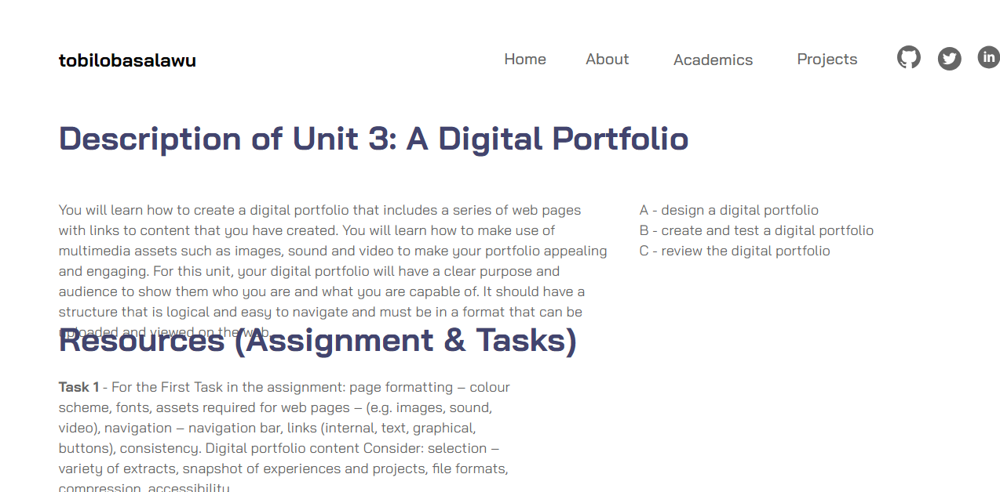 tobilobasalawu
Home About Academics Projects
Description of Unit 3: A Digital Portfolio
You will learn how to create a digital portfolio that includes a series of web pages
with links to content that you have created. You will learn how to make use of
multimedia assets such as images, sound and video to make your portfolio appealing
and engaging. For this unit, your digital portfolio will have a clear purpose and
audience to show them who you are and what you are capable of. It should have a
structure that is logical and easy to navigate and must be in a format that can be
uploaded and viewed on the web.
A - design a digital portfolio
B - create and test a digital portfolio
C - review the digital portfolio
Resources (Assignment & Tasks)
Task 1 - For the First Task in the assignment: page formatting – colour
scheme, fonts, assets required for web pages – (e.g. images, sound,
video), navigation – navigation bar, links (internal, text, graphical,
buttons), consistency. Digital portfolio content Consider: selection –
variety of extracts, snapshot of experiences and projects, file formats,
compression, accessibility